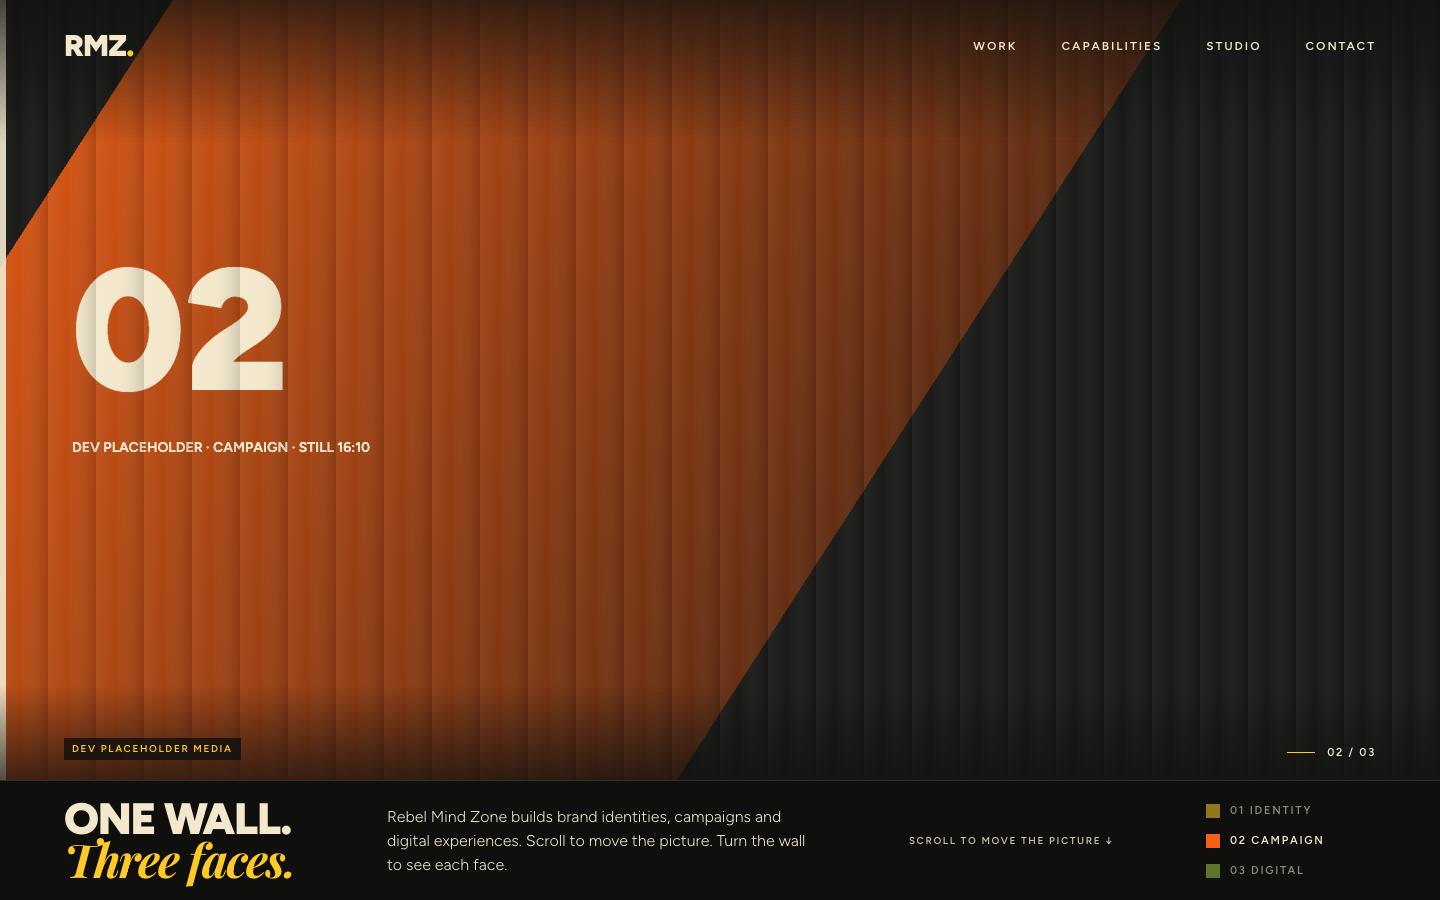 RMZ.
WORK
CAPABILITIES
STUDIO
CONTACT
02
DEV PLACEHOLDER · CAMPAIGN · STILL 16:10
DEV PLACEHOLDER MEDIA
02 / 03
ONE WALL.
Three faces.
Rebel Mind Zone builds brand identities, campaigns and
digital experiences. Scroll to move the picture. Turn the wall
to see each face.
SCROLL TO MOVE THE PICTURE ↓
01 IDENTITY
02 CAMPAIGN
03 DIGITAL